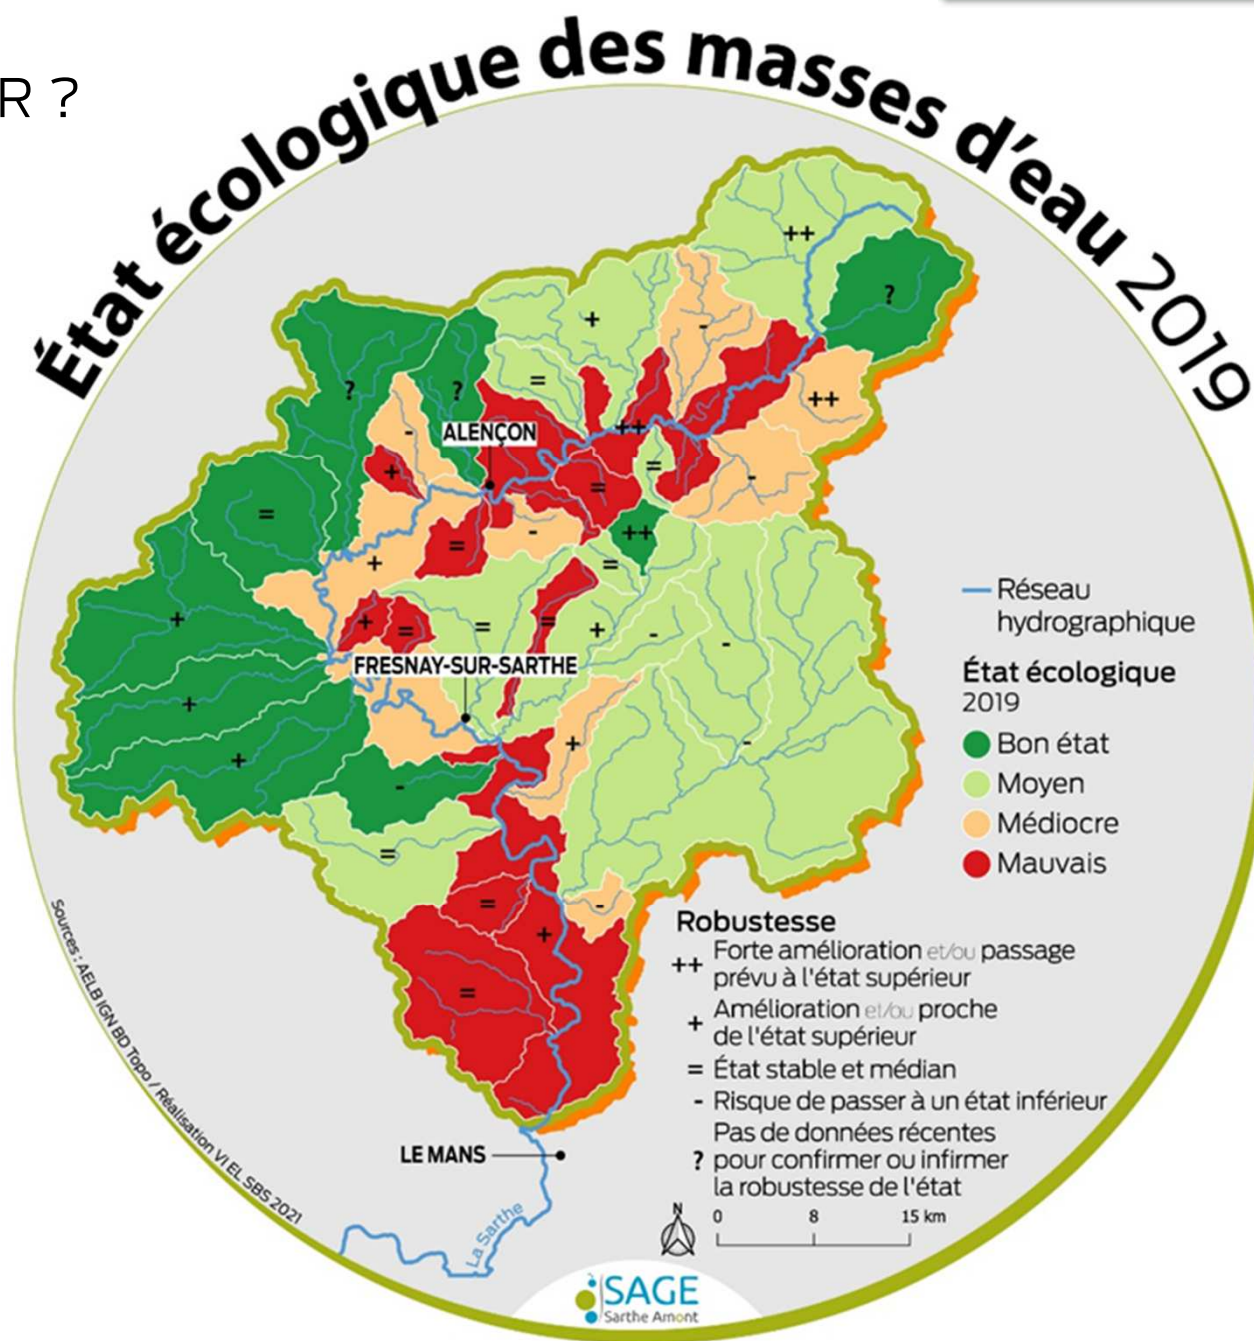 R ?
État écologique des masses d'eau 2019
++
?
+
-
=
?
?
++
-
ALENÇON
++
+
=
=
-
=
++
=
-
+
=
+
+
=
=
=
+
-
-
FRESNAY-SUR-SARTHE
+
+
+
-
-
=
=
-
+
=
Réseau
hydrographique
État écologique
2019
Bon état
Moyen
Médiocre
Mauvais
Robustesse
++ Forte amélioration et/ou passage
prévu à l'état supérieur
+ Amélioration et/ou proche
de l'état supérieur
= État stable et médian
- Risque de passer à un état inférieur
Pas de données récentes
? pour confirmer ou infirmer
la robustesse de l'état
N
0 8 15 km
LE MANS
La Sarthe
Sources : AELB IGN BD Topo / Réalisation VI EL SBS 2021
SAGE
Sarthe Amont